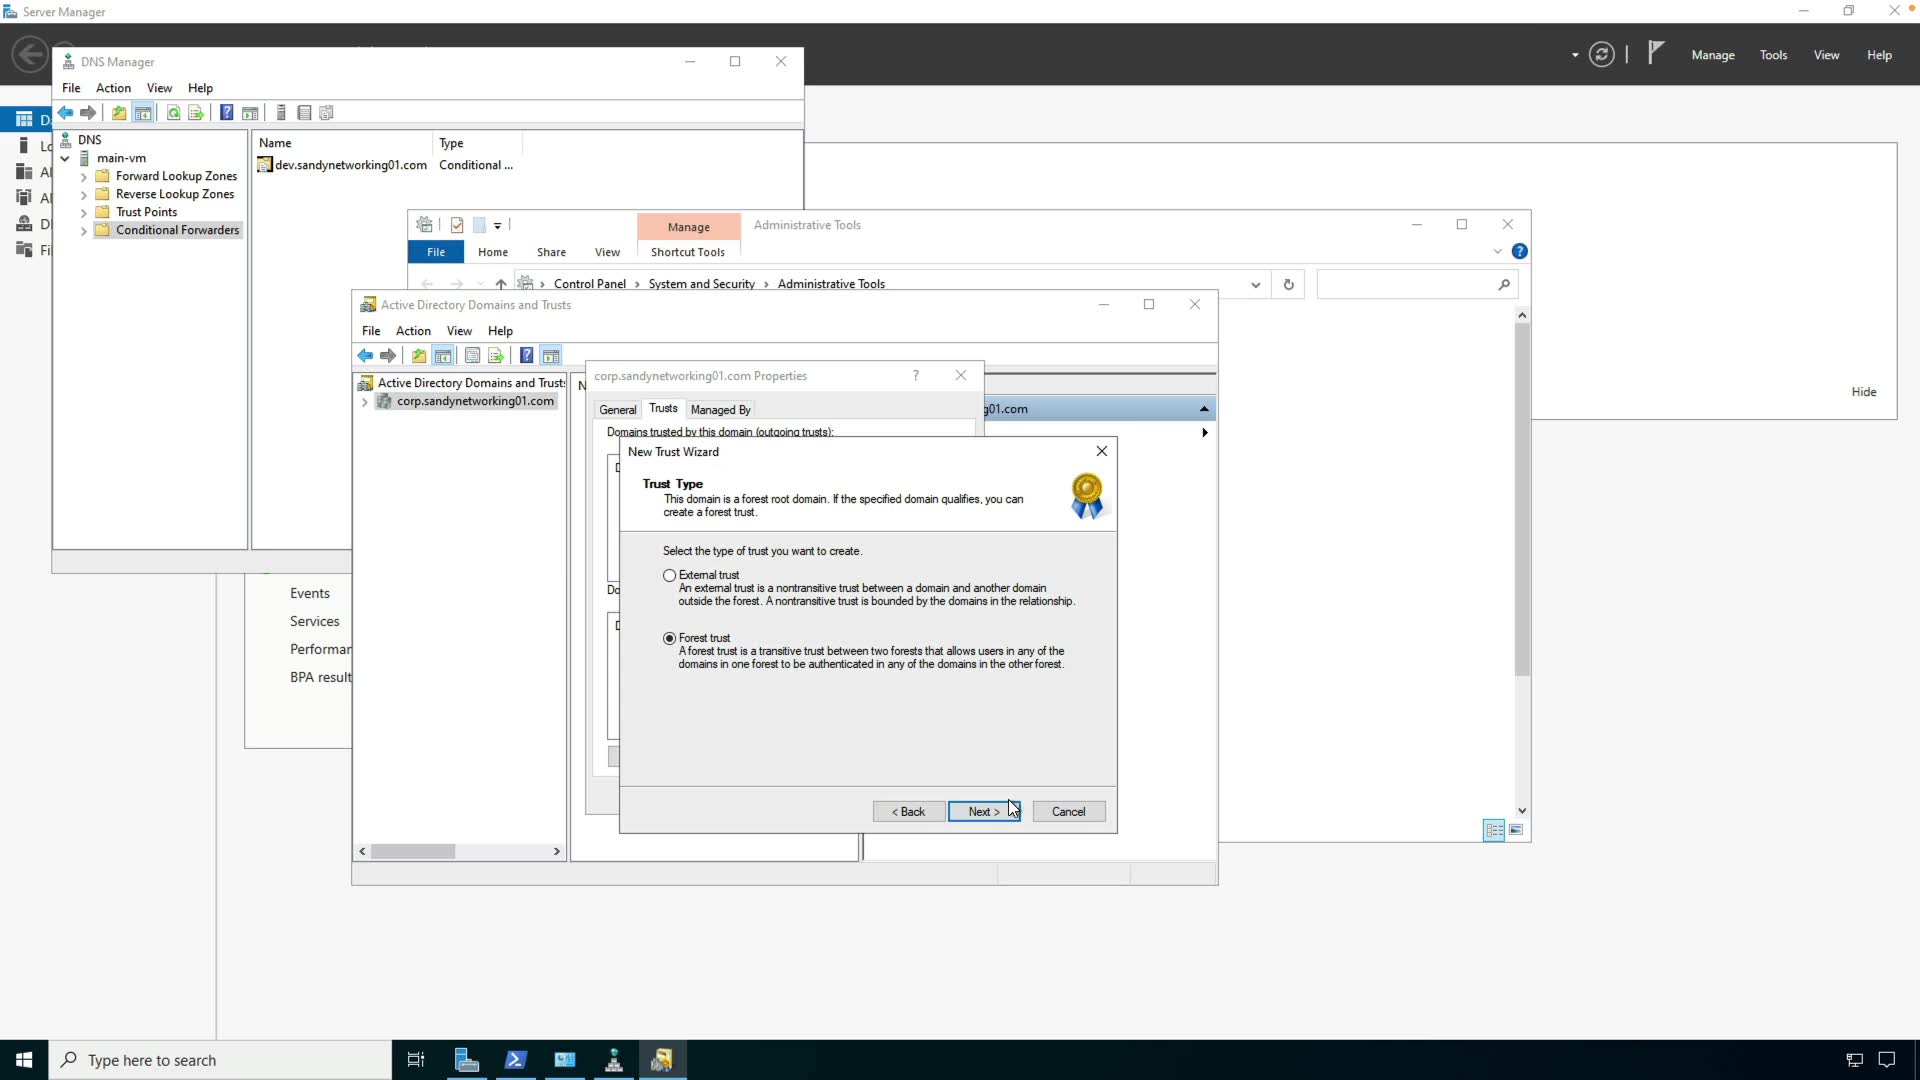 Server Manager
Manage
Tools
View
Help
DNS Manager
File Action View Help
DNS
main-vm
Forward Lookup Zones
Reverse Lookup Zones
Trust Points
Conditional Forwarders
Name Type
dev.sandynetworking01.com Conditional ...
Manage
Administrative Tools
File Home Share View Shortcut Tools
Control Panel > System and Security > Administrative Tools
Hide
Events
Services
BPA result
Active Directory Domains and Trusts
File Action View Help
Active Directory Domains and Trust
corp.sandynetworking01.com
g01.com
corp.sandynetworking01.com Properties
General Trusts Managed By
Domains trusted by this domain (outgoing trusts):
New Trust Wizard
Trust Type
This domain is a forest root domain. If the specified domain qualifies, you can
create a forest trust.
Select the type of trust you want to create.
External trust
An external trust is a nontransitive trust between a domain and another domain
outside the forest. A nontransitive trust is bounded by the domains in the relationship.
Forest trust
A forest trust is a transitive trust between two forests that allows users in any of the
domains in one forest to be authenticated in any of the domains in the other forest.
< Back Next > Cancel
Type here to search